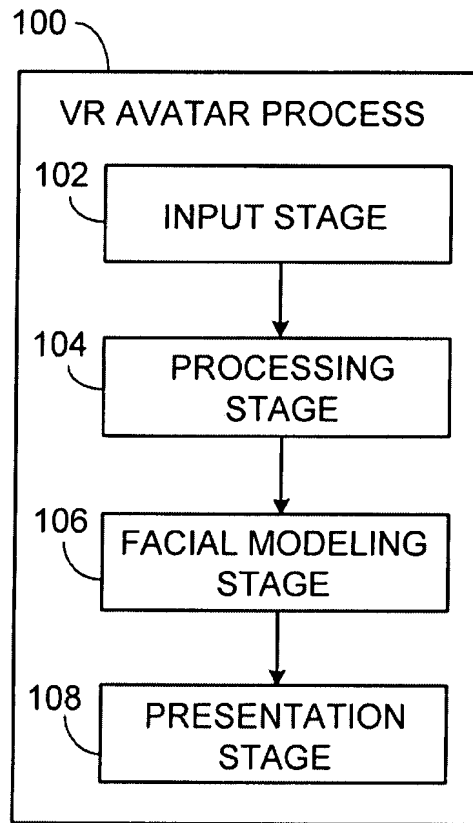 100
VR AVATAR PROCESS
102
INPUT STAGE
104
PROCESSING
STAGE
106
FACIAL MODELING
STAGE
108
PRESENTATION
STAGE